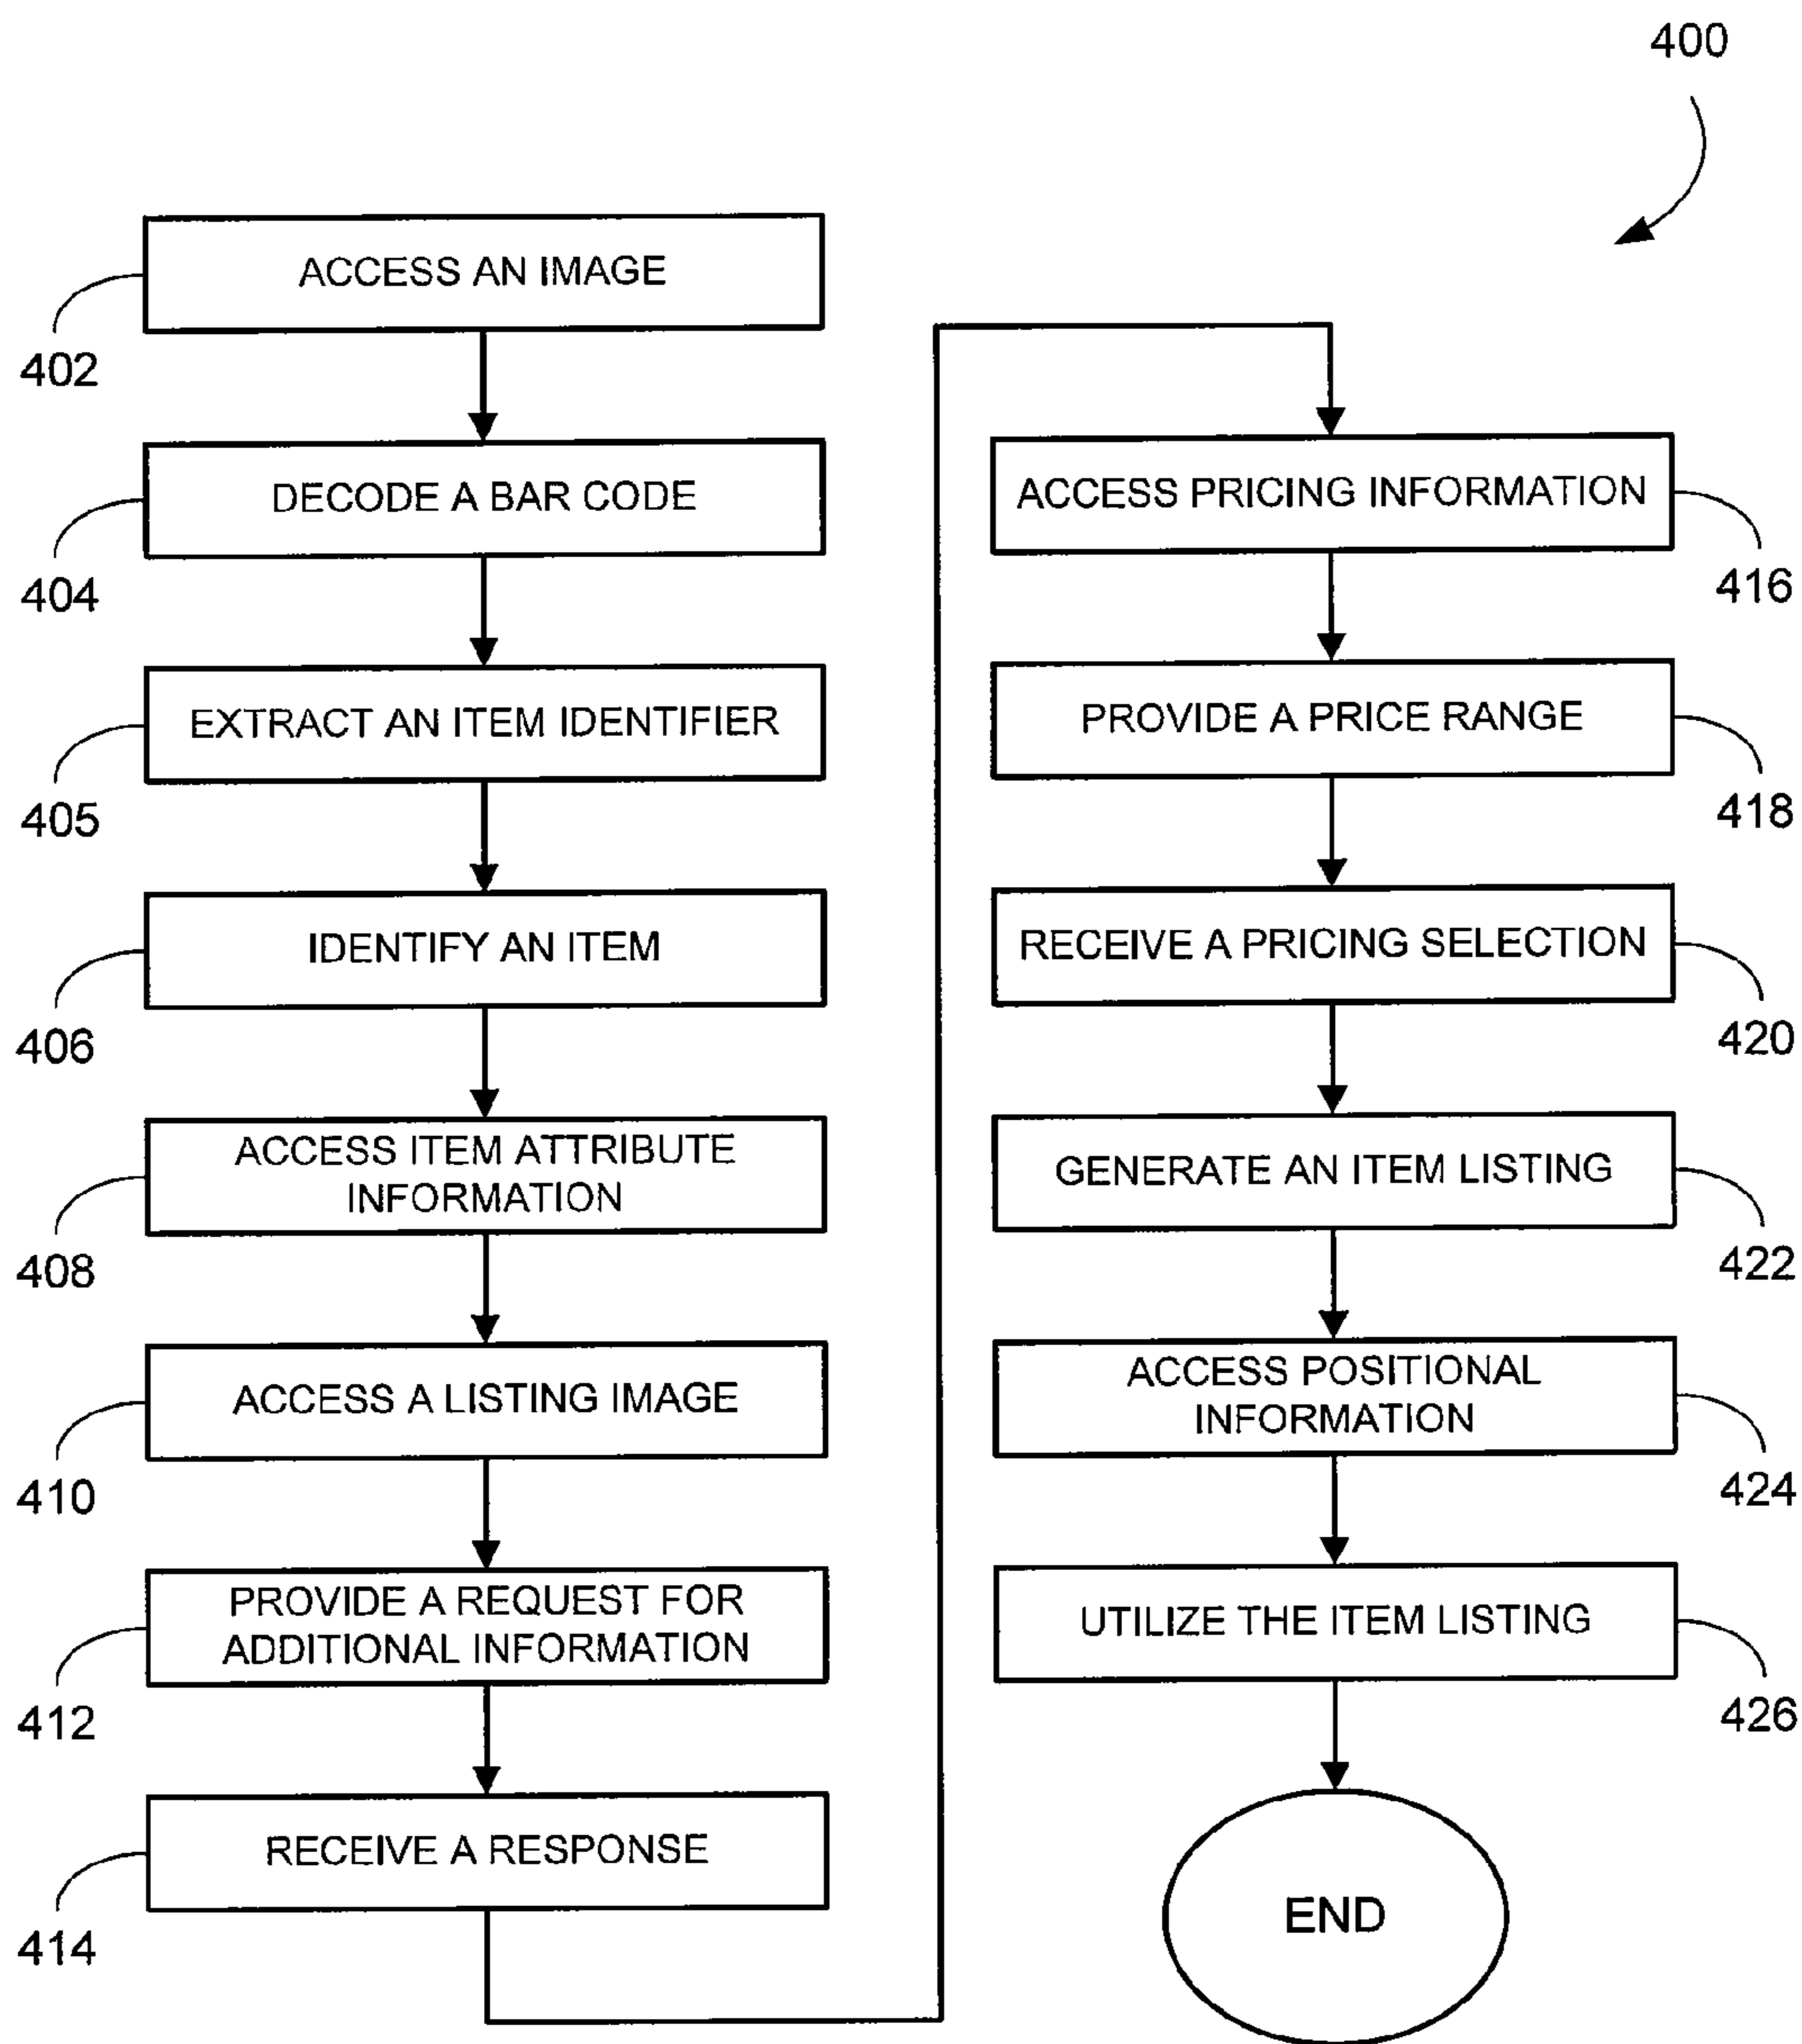 400
ACCESS AN IMAGE
402
DECODE A BAR CODE
404
EXTRACT AN ITEM IDENTIFIER
405
IDENTIFY AN ITEM
406
ACCESS ITEM ATTRIBUTE
INFORMATION
408
ACCESS A LISTING IMAGE
410
PROVIDE A REQUEST FOR
ADDITIONAL INFORMATION
412
RECEIVE A RESPONSE
414
ACCESS PRICING INFORMATION
416
PROVIDE A PRICE RANGE
418
RECEIVE A PRICING SELECTION
420
GENERATE AN ITEM LISTING
422
ACCESS POSITIONAL
INFORMATION
424
UTILIZE THE ITEM LISTING
426
END